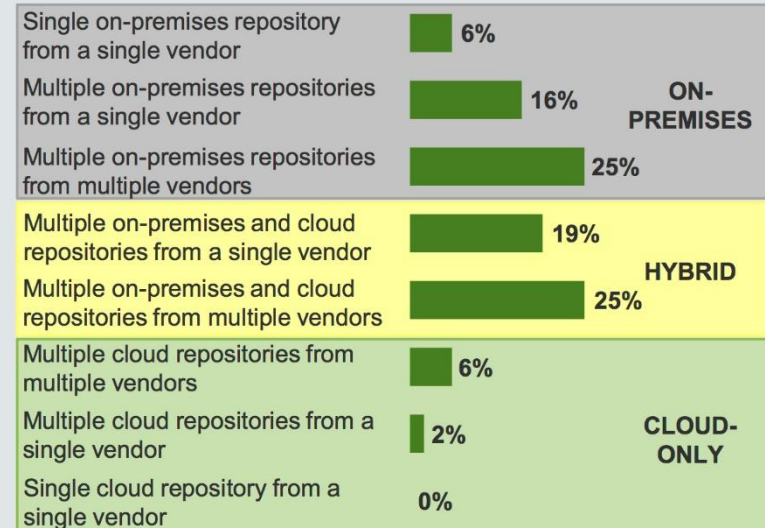 Single on-premises repository
from a single vendor
6%
Multiple on-premises repositories
from a single vendor
16%
ON-
PREMISES
Multiple on-premises repositories
from multiple vendors
25%
Multiple on-premises and cloud
repositories from a single vendor
19%
HYBRID
Multiple on-premises and cloud
repositories from multiple vendors
25%
Multiple cloud repositories from
multiple vendors
6%
Multiple cloud repositories from a
single vendor
2%
CLOUD-
ONLY
Single cloud repository from a
single vendor
0%